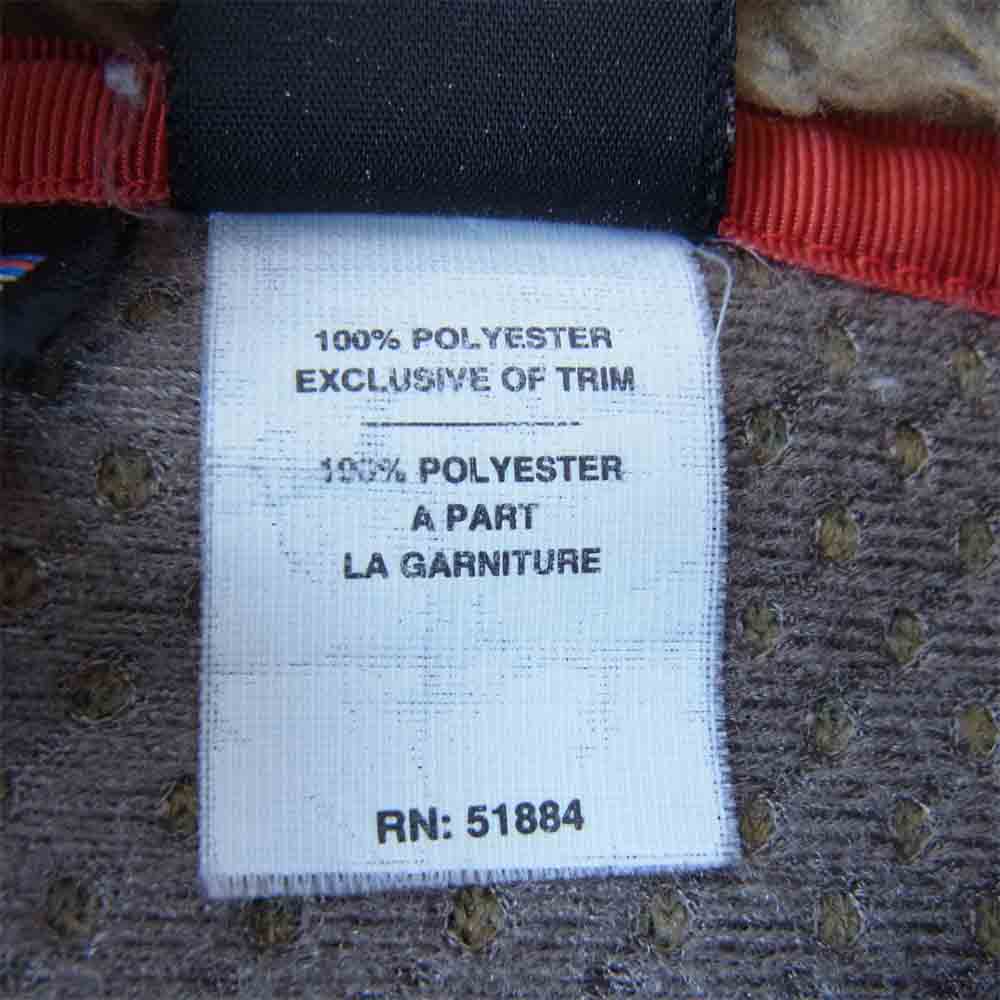 100% POLYESTER
EXCLUSIVE OF TRIM
100% POLYESTER
A PART
LA GARNITURE
RN: 51884